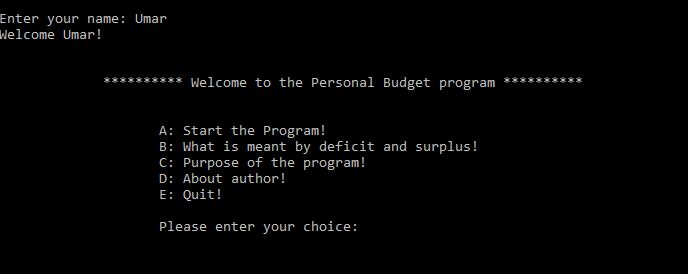 Enter your name: Umar
Welcome Umar!
********** Welcome to the Personal Budget program **********
A: Start the Program!
B: What is meant by deficit and surplus!
C: Purpose of the program!
D: About author!
E: Quit!
Please enter your choice: